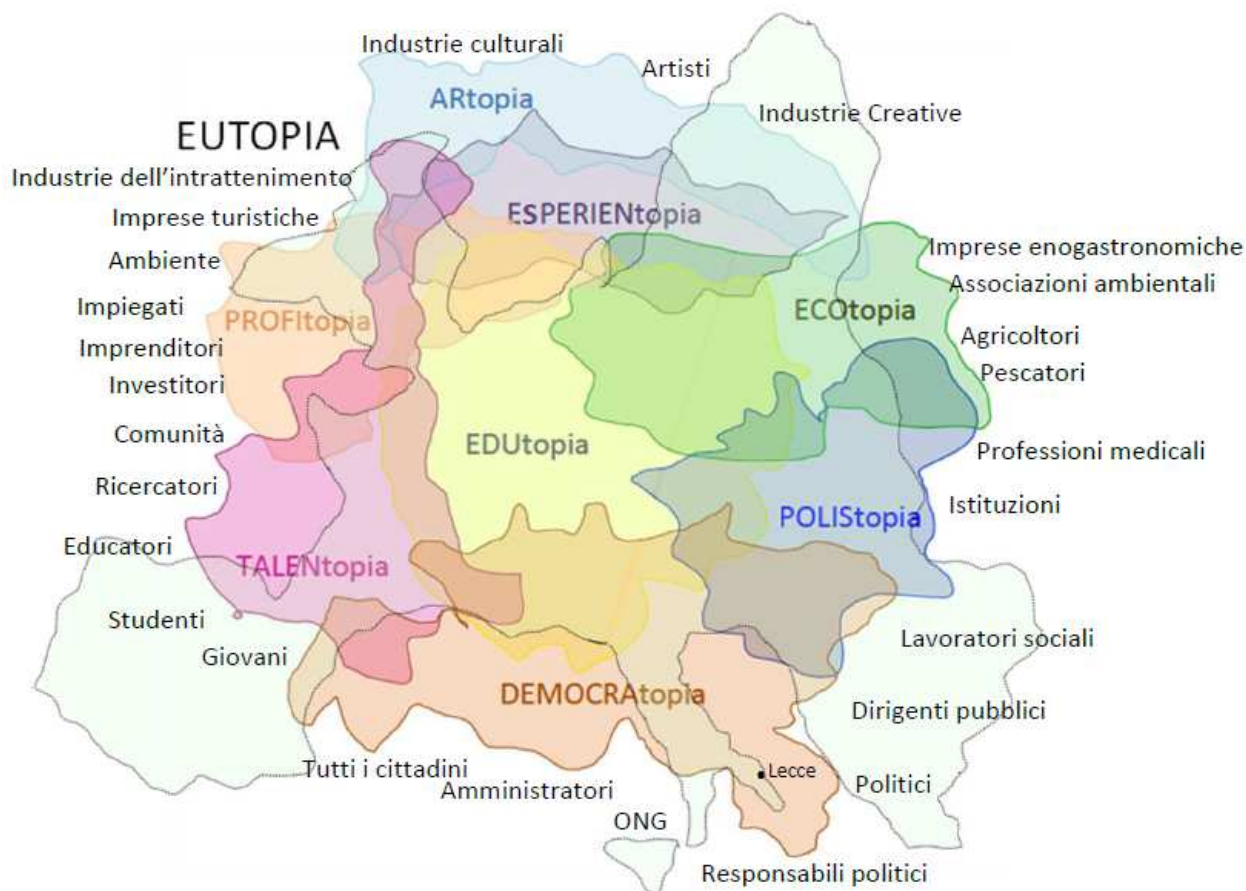 Industrie culturali
Artisti
ARtopia
Industrie Creative
EUTOPIA
Industrie dell'intrattenimento
ESPERIENtopia
Imprese turistiche
Imprese enogastronomiche
Ambiente
Associazioni ambientali
Impiegati
ECOtopia
PROFItopia
Agricoltori
Imprenditori
Pescatori
Investitori
Comunità
EDUtopia
Professioni medicali
Ricercatori
Istituzioni
POLIStopia
Educatori
TALENtopia
Studenti
Lavoratori sociali
Giovani
DEMOCRAtopia
Dirigenti pubblici
Tutti i cittadini
Lecce
Amministratori
Politici
ONG
Responsabili politici